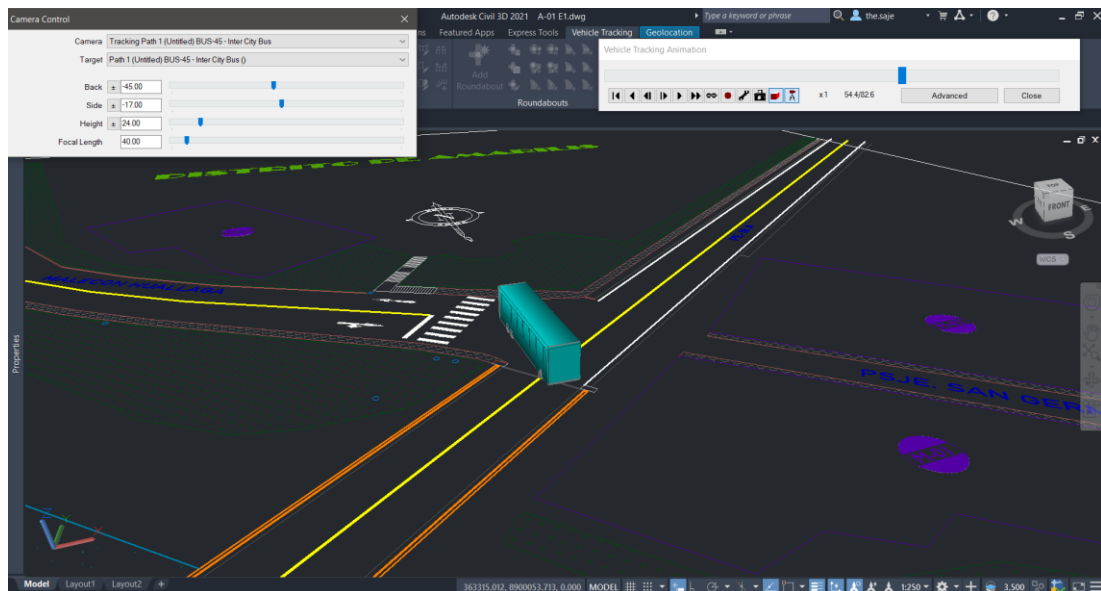 Camera Control
Camera Tracking Path 1 (Untitled) BUS-45 - Inter City Bus
Target Path 1 (Untitled) BUS-45 - Inter City Bus ()
Back ± -45.00
Side ± -17.00
Height ± 24.00
Focal Length 40.00
Autodesk Civil 3D 2021 A-01 E1.dwg
Type a keyword or phrase
the.saje
Featured Apps Express Tools Vehicle Tracking Geolocation
Add
Roundabout
Roundabouts
Vehicle Tracking Animation
x1 54.4/82.6 Advanced Close
MALECON HUALLAGA
TOP
FRONT
W
S
E
WCS
PSJE. SAN GERM
Properties
Z
Y
X
Model Layout1 Layout2 +
363315.012, 8900053.713, 0.000 MODEL 1:250 3.500